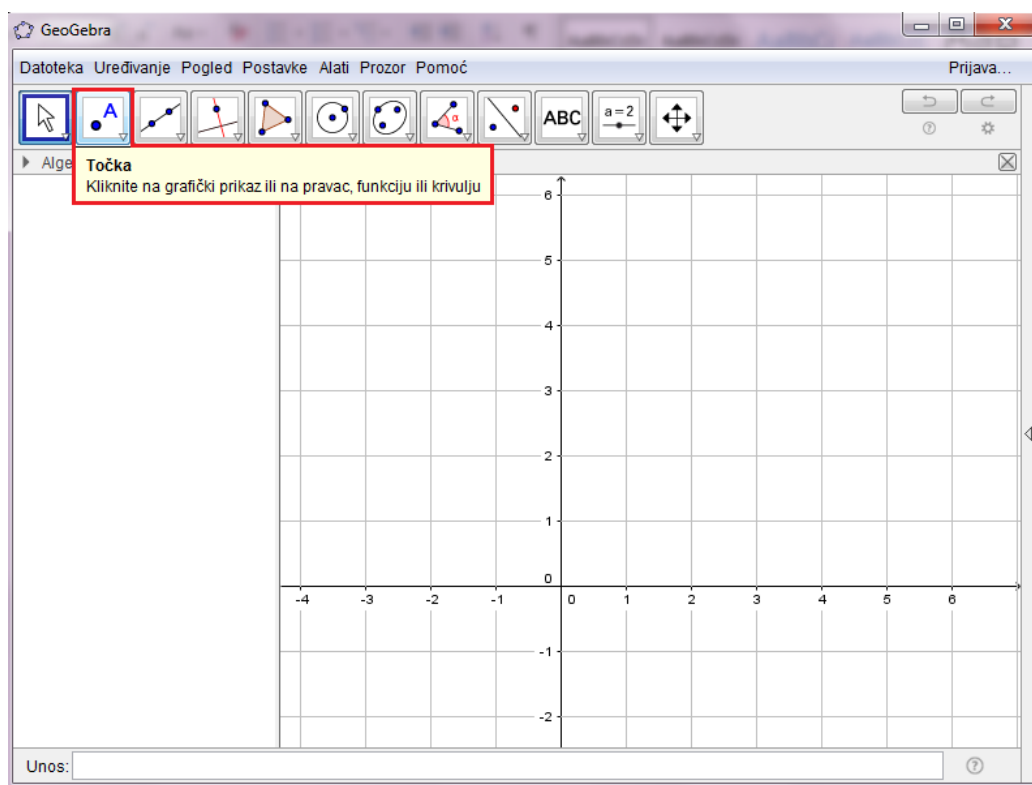 GeoGebra
Datoteka Uređivanje Pogled Postavke Alati Prozor Pomoć Prijava...
A α ABC a=2
Alge
Točka
Kliknite na grafički prikaz ili na pravac, funkciju ili krivulju
6
5
4
3
2
1
0
-4 -3 -2 -1 0 1 2 3 4 5 6
-1
-2
Unos: